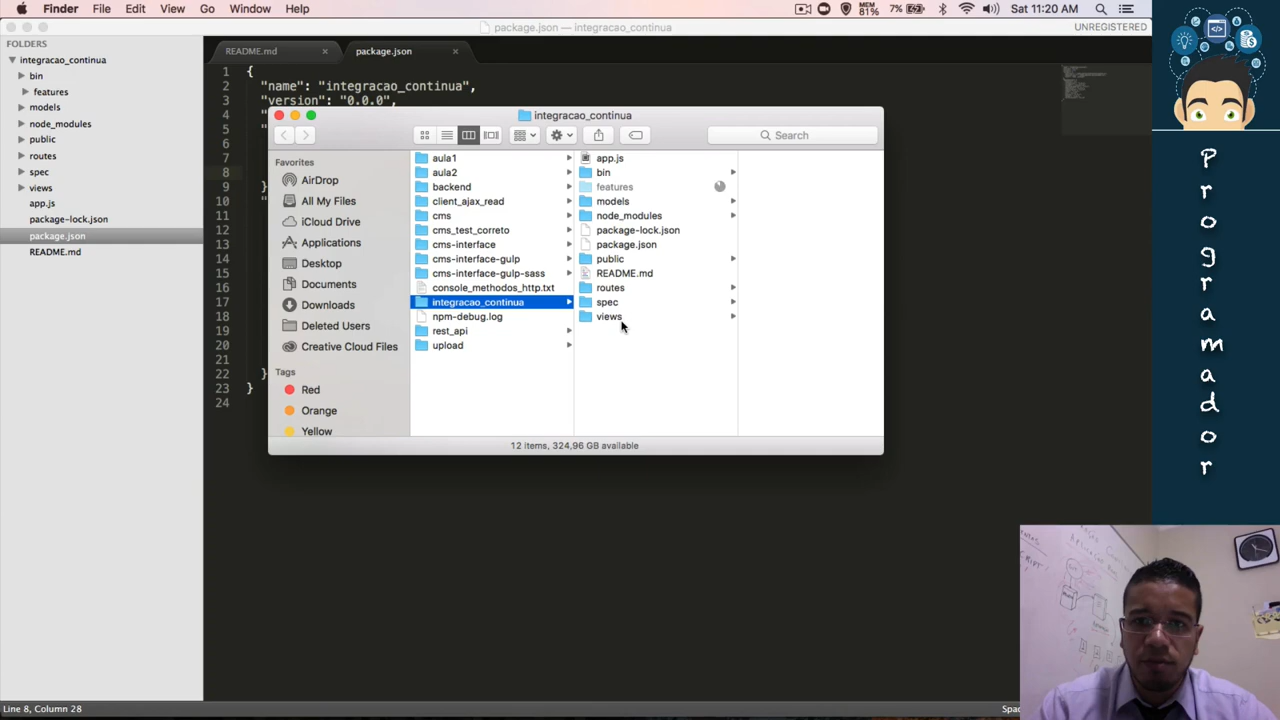 Finder File Edit View Go Window Help
MEM 81% 7% Sat 11:20 AM
package.json — integracao_continua
UNREGISTERED
FOLDERS
integracao_continua
bin
features
models
node_modules
public
routes
spec
views
app.js
package-lock.json
package.json
README.md
README.md
package.json
1 {
2 "name": "integracao_continua",
3 "version": "0.0.0",
4 "
5 "
6
7
8
9 }
10 "
11
12
13
14
15
16
17
18
19
20
21
22 }
23 }
24
integracao_continua
Search
Favorites
AirDrop
All My Files
iCloud Drive
Applications
Desktop
Documents
Downloads
Deleted Users
Creative Cloud Files
Tags
Red
Orange
Yellow
aula1
aula2
backend
client_ajax_read
cms
cms_test_correto
cms-interface
cms-interface-gulp
cms-interface-gulp-sass
console_methodos_http.txt
integracao_continua
npm-debug.log
rest_api
upload
app.js
bin
features
models
node_modules
package-lock.json
package.json
public
README.md
routes
spec
views
12 items, 324,96 GB available
Line 8, Column 28
Spac
P
r
o
g
r
a
m
a
d
o
r